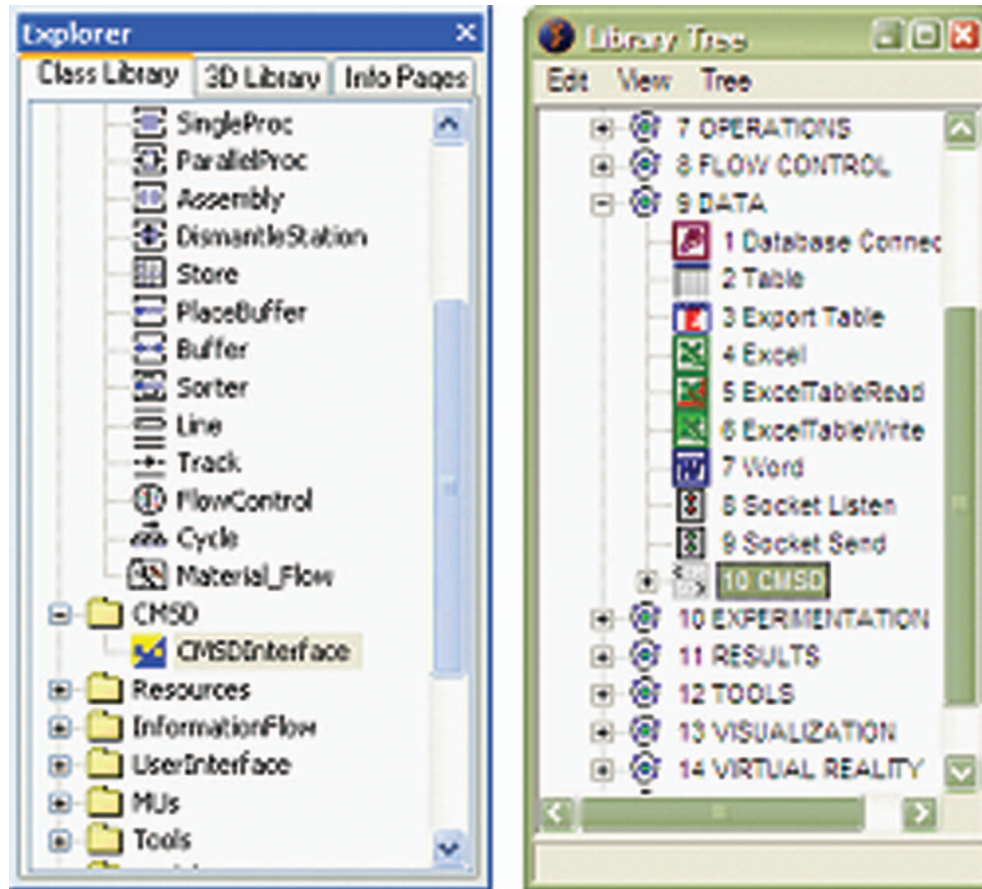 Explorer
Class Library 3D Library Info Pages
SingleProc
ParallelProc
Assembly
DismantleStation
Store
PlaceBuffer
Buffer
Sorter
Line
Track
FlowControl
Cycle
Material_Flow
CMSD
CMSDInterface
Resources
InformationFlow
UserInterface
MUs
Tools
Library Tree
Edit View Tree
7 OPERATIONS
8 FLOW CONTROL
9 DATA
1 Database Connec
2 Table
3 Export Table
4 Excel
5 ExcelTableRead
6 ExcelTableWrite
7 Word
8 Socket Listen
9 Socket Send
10 CMSD
10 EXPERIMENTATION
11 RESULTS
12 TOOLS
13 VISUALIZATION
14 VIRTUAL REALITY